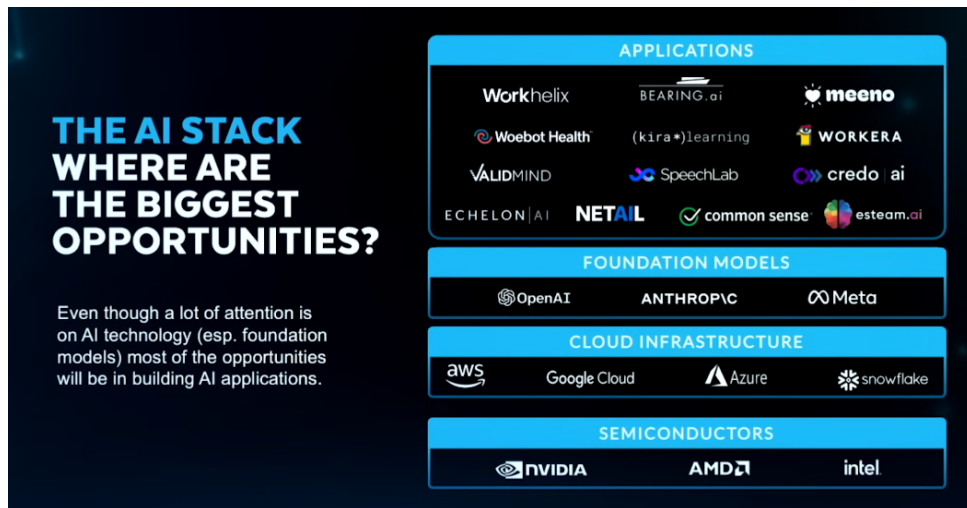 THE AI STACK
WHERE ARE
THE BIGGEST
OPPORTUNITIES?
Even though a lot of attention is
on AI technology (esp. foundation
models) most of the opportunities
will be in building AI applications.
APPLICATIONS
Workhelix BEARING.ai meeno
Woebot Health (kira*)learning WORKERA
VALIDMIND SpeechLab credo ai
ECHELON|AI NETAIL common sense esteam.ai
FOUNDATION MODELS
OpenAI ANTHROP\C Meta
CLOUD INFRASTRUCTURE
aws Google Cloud Azure snowflake
SEMICONDUCTORS
NVIDIA AMD intel